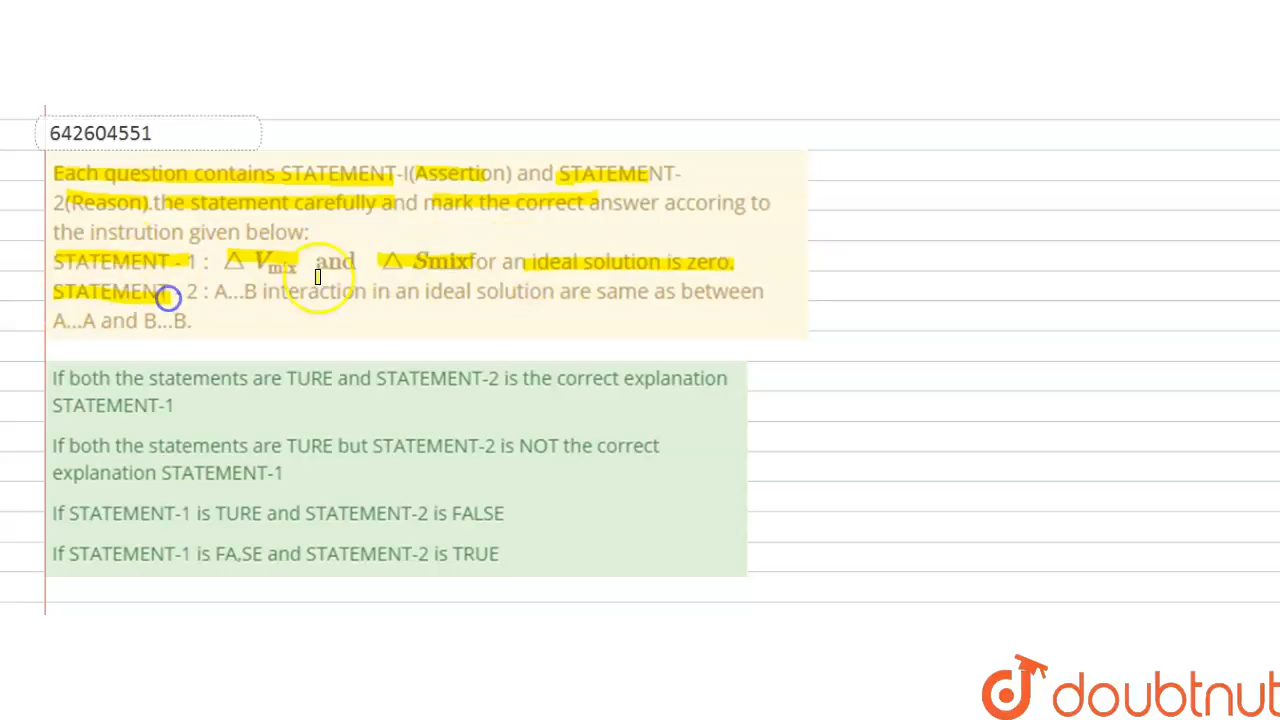 642604551
Each question contains STATEMENT-I(Assertion) and STATEMENT-
2(Reason).the statement carefully and mark the correct answer accoring to
the instrution given below:
STATEMENT - 1 : △ V_mix and △ Smix for an ideal solution is zero.
STATEMENT - 2 : A...B interaction in an ideal solution are same as between
A...A and B...B.
If both the statements are TURE and STATEMENT-2 is the correct explanation
STATEMENT-1
If both the statements are TURE but STATEMENT-2 is NOT the correct
explanation STATEMENT-1
If STATEMENT-1 is TURE and STATEMENT-2 is FALSE
If STATEMENT-1 is FA,SE and STATEMENT-2 is TRUE
doubtnut